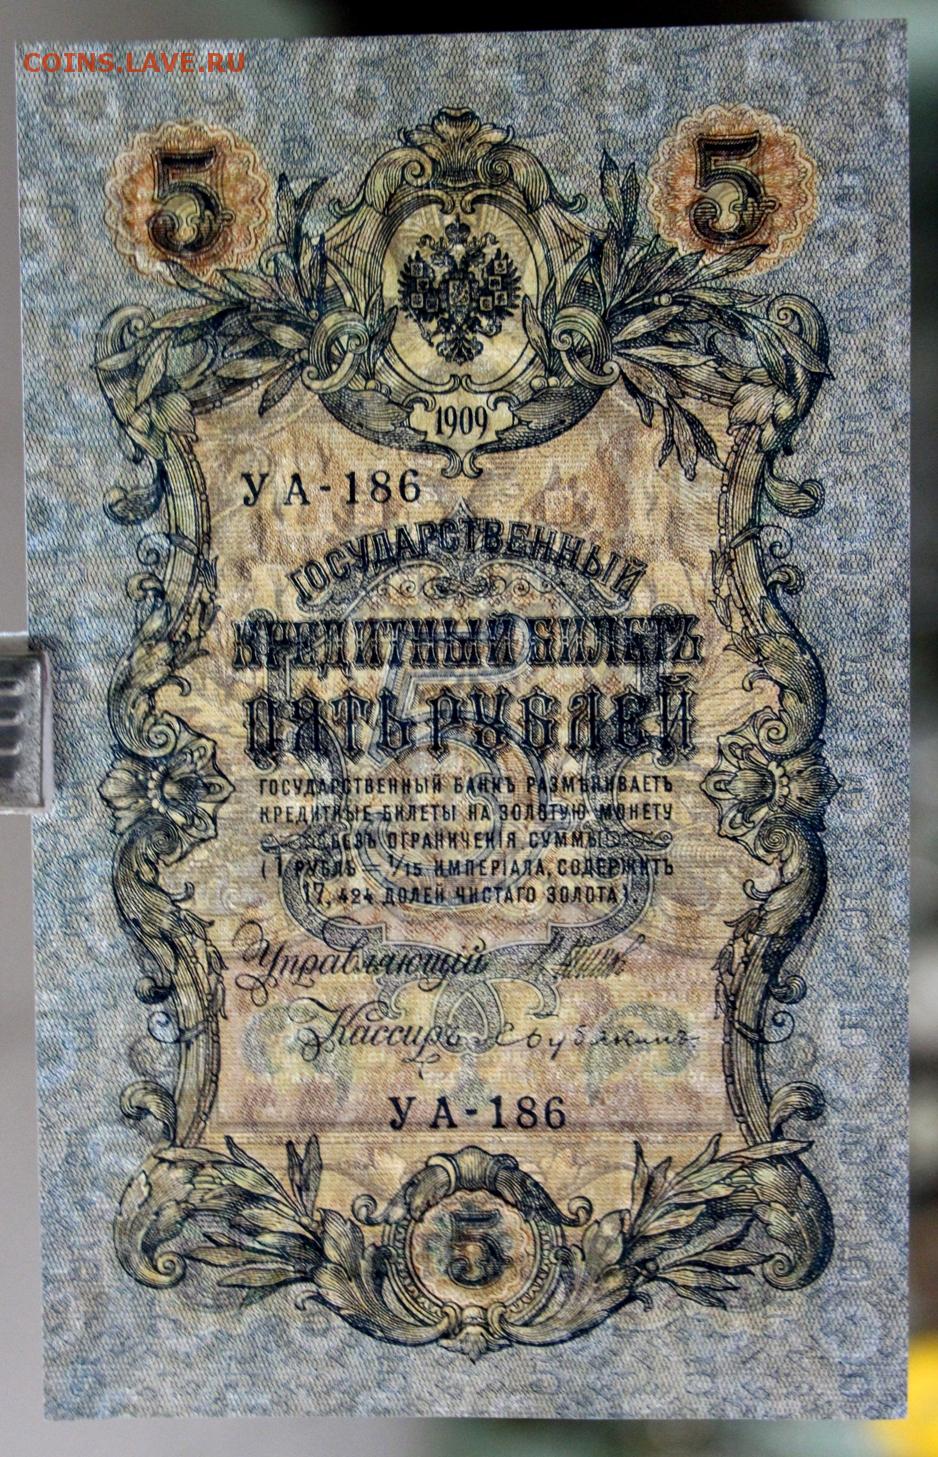 COINS.LAVE.RU
5 5
1909
УА-186
ГОСУДАРСТВЕННЫЙ
КРЕДИТНЫЙ БИЛЕТЪ
ПЯТЬ РУБЛЕЙ
ГОСУДАРСТВЕННЫЙ БАНКЪ РАЗМѢНИВАЕТЪ
КРЕДИТНЫЕ БИЛЕТЫ НА ЗОЛОТУЮ МОНЕТУ
БЕЗЪ ОГРАНИЧЕНІЯ СУММЫ
(1 РУБЛЬ = 1/15 ИМПЕРІАЛА, СОДЕРЖИТЪ
17,424 ДОЛЕЙ ЧИСТАГО ЗОЛОТА).
Управляющій
Кассиръ
УА-186
5